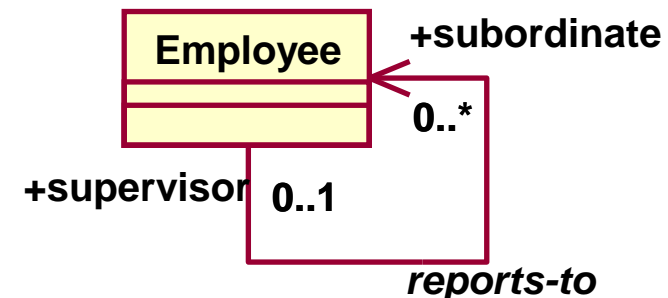 Employee
+subordinate
0..*
+supervisor
0..1
reports-to